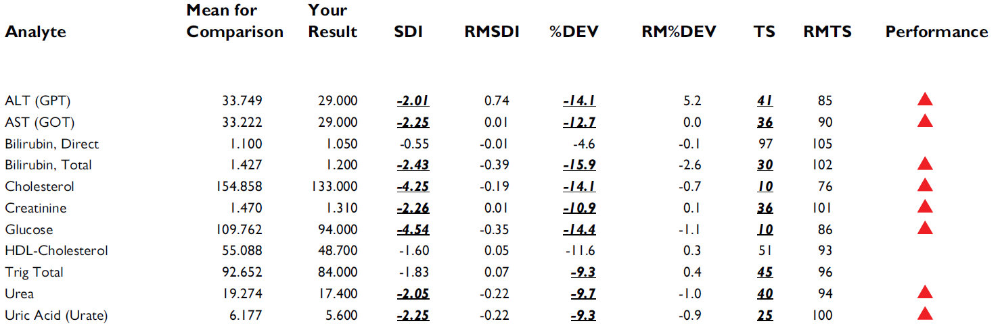 Mean for Your
Analyte Comparison Result SDI RMSDI %DEV RM%DEV TS RMTS Performance
ALT (GPT) 33.749 29.000 -2.01 0.74 -14.1 5.2 41 85
AST (GOT) 33.222 29.000 -2.25 0.01 -12.7 0.0 36 90
Bilirubin, Direct 1.100 1.050 -0.55 -0.01 -4.6 -0.1 97 105
Bilirubin, Total 1.427 1.200 -2.43 -0.39 -15.9 -2.6 30 102
Cholesterol 154.858 133.000 -4.25 -0.19 -14.1 -0.7 10 76
Creatinine 1.470 1.310 -2.26 0.01 -10.9 0.1 36 101
Glucose 109.762 94.000 -4.54 -0.35 -14.4 -1.1 10 86
HDL-Cholesterol 55.088 48.700 -1.60 0.05 -11.6 0.3 51 93
Trig Total 92.652 84.000 -1.83 0.07 -9.3 0.4 45 96
Urea 19.274 17.400 -2.05 -0.22 -9.7 -1.0 40 94
Uric Acid (Urate) 6.177 5.600 -2.25 -0.22 -9.3 -0.9 25 100